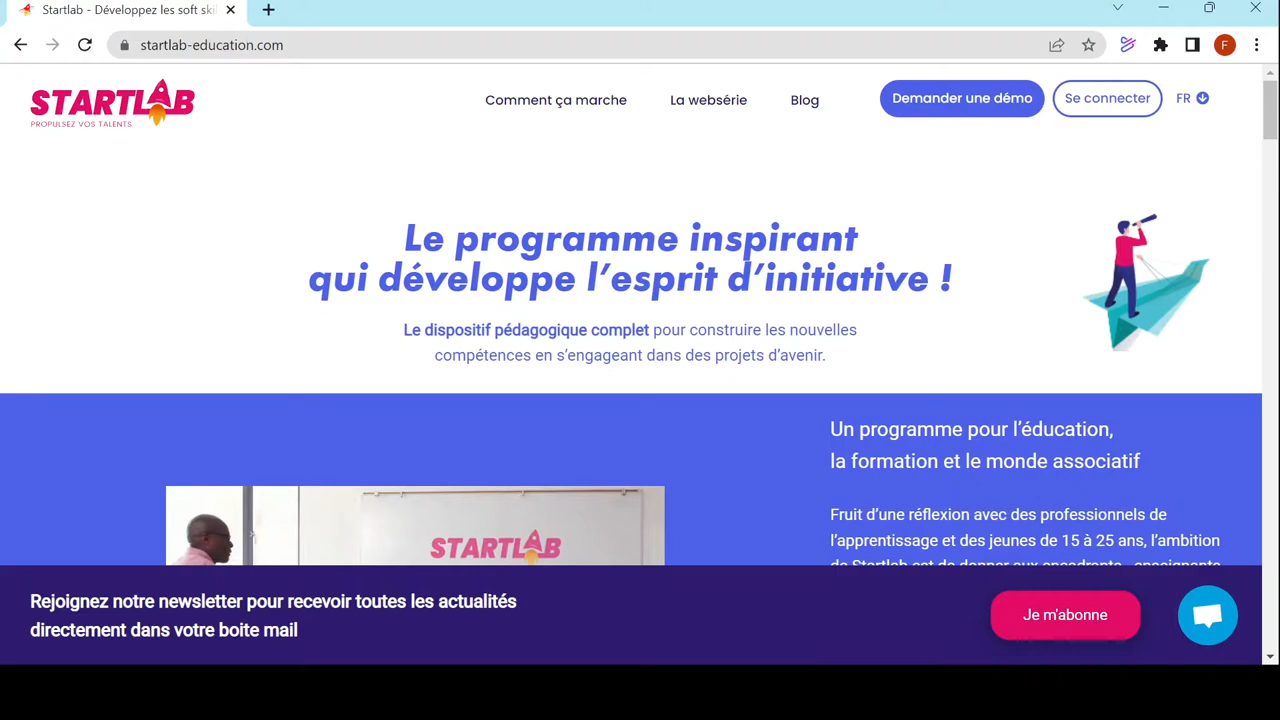 Startlab - Développez les soft ski
startlab-education.com
F
STARTLAB
PROPULSEZ VOS TALENTS
Comment ça marche
La websérie
Blog
Demander une démo
Se connecter
FR
Le programme inspirant
qui développe l’esprit d’initiative !
Le dispositif pédagogique complet pour construire les nouvelles
compétences en s’engageant dans des projets d’avenir.
Un programme pour l’éducation,
la formation et le monde associatif
Fruit d’une réflexion avec des professionnels de
l’apprentissage et des jeunes de 15 à 25 ans, l’ambition
de Startlab est de donner aux encadrants - enseignants
STARTLAB
Rejoignez notre newsletter pour recevoir toutes les actualités
directement dans votre boite mail
Je m'abonne